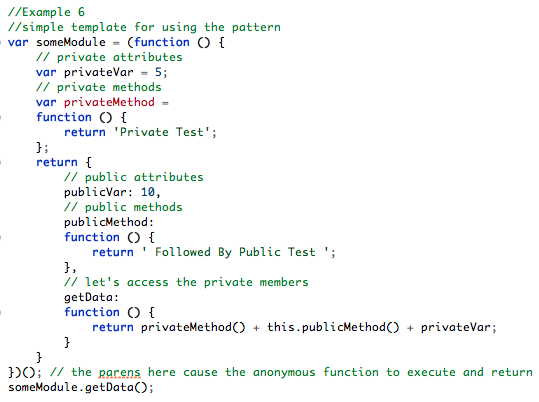 //Example 6
//simple template for using the pattern
var someModule = (function () {
    // private attributes
    var privateVar = 5;
    // private methods
    var privateMethod =
    function () {
        return 'Private Test';
    };
    return {
        // public attributes
        publicVar: 10,
        // public methods
        publicMethod:
        function () {
            return ' Followed By Public Test ';
        },
        // let's access the private members
        getData:
        function () {
            return privateMethod() + this.publicMethod() + privateVar;
        }
    }
})(); // the parens here cause the anonymous function to execute and return
someModule.getData();